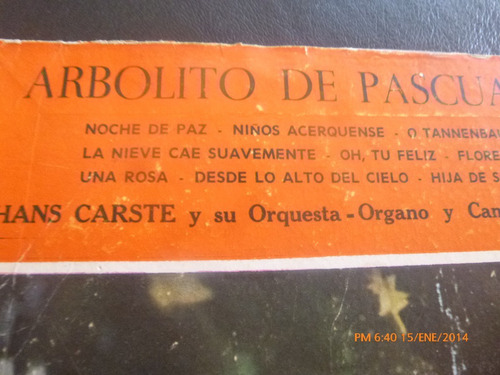 ARBOLITO DE PASCUA
NOCHE DE PAZ - NIÑOS ACERQUENSE - O TANNENBAU
LA NIEVE CAE SUAVEMENTE - OH, TU FELIZ - FLORE
UNA ROSA - DESDE LO ALTO DEL CIELO - HIJA DE S
HANS CARSTE y su Orquesta - Organo y Can
PM 6:40 15/ENE/2014